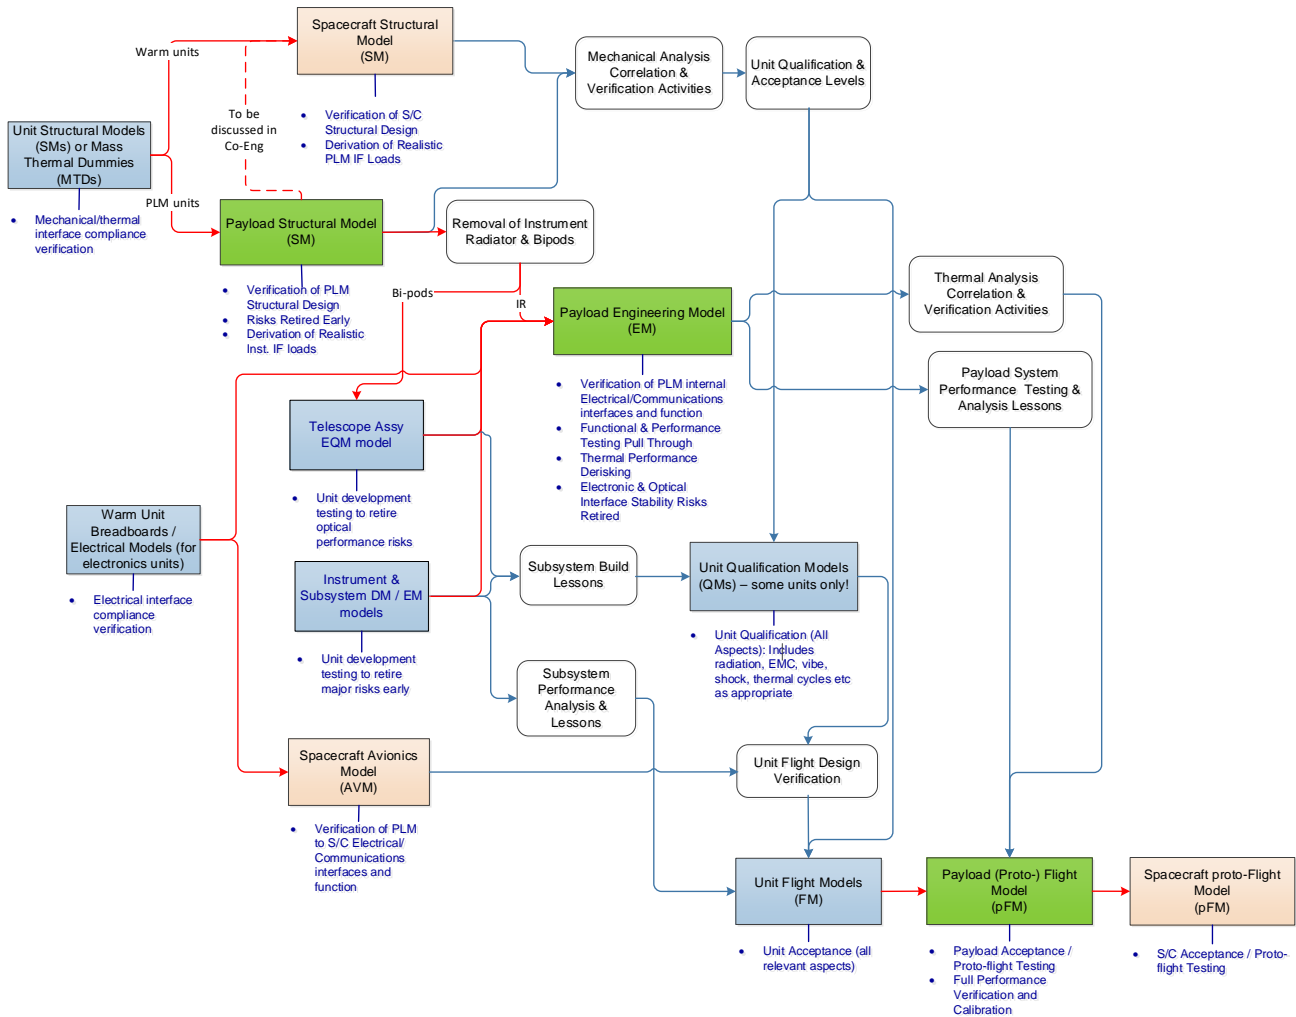 Spacecraft Structural
Model
(SM)
Warm units
Mechanical Analysis
Correlation &
Verification Activities
Unit Qualification &
Acceptance Levels
To be
discussed in
Co-Eng
• Verification of S/C
Structural Design
• Derivation of Realistic
PLM IF Loads
Unit Structural Models
(SMs) or Mass
Thermal Dummies
(MTDs)
PLM units
• Mechanical/thermal
interface compliance
verification
Payload Structural Model
(SM)
Removal of Instrument
Radiator & Bipods
• Verification of PLM
Structural Design
• Risks Retired Early
• Derivation of Realistic
Inst. IF loads
Bi-pods
IR
Payload Engineering Model
(EM)
Thermal Analysis
Correlation &
Verification Activities
Payload System
Performance  Testing &
Analysis Lessons
• Verification of PLM internal
Electrical/Communications
interfaces and function
• Functional & Performance
Testing Pull Through
• Thermal Performance
Derisking
• Electronic & Optical
Interface Stability Risks
Retired
Telescope Assy
EQM model
• Unit development
testing to retire
optical
performance risks
Warm Unit
Breadboards /
Electrical Models (for
electronics units)
• Electrical interface
compliance
verification
Instrument &
Subsystem DM / EM
models
• Unit development
testing to retire
major risks early
Subsystem Build
Lessons
Unit Qualification Models
(QMs) – some units only!
• Unit Qualification (All
Aspects): Includes
radiation, EMC, vibe,
shock, thermal cycles etc
as appropriate
Subsystem
Performance
Analysis &
Lessons
Spacecraft Avionics
Model
(AVM)
• Verification of PLM
to S/C Electrical/
Communications
interfaces and
function
Unit Flight Design
Verification
Unit Flight Models
(FM)
• Unit Acceptance (all
relevant aspects)
Payload (Proto-) Flight
Model
(pFM)
• Payload Acceptance /
Proto-flight Testing
• Full Performance
Verification and
Calibration
Spacecraft proto-Flight
Model
(pFM)
• S/C Acceptance / Proto-
flight Testing